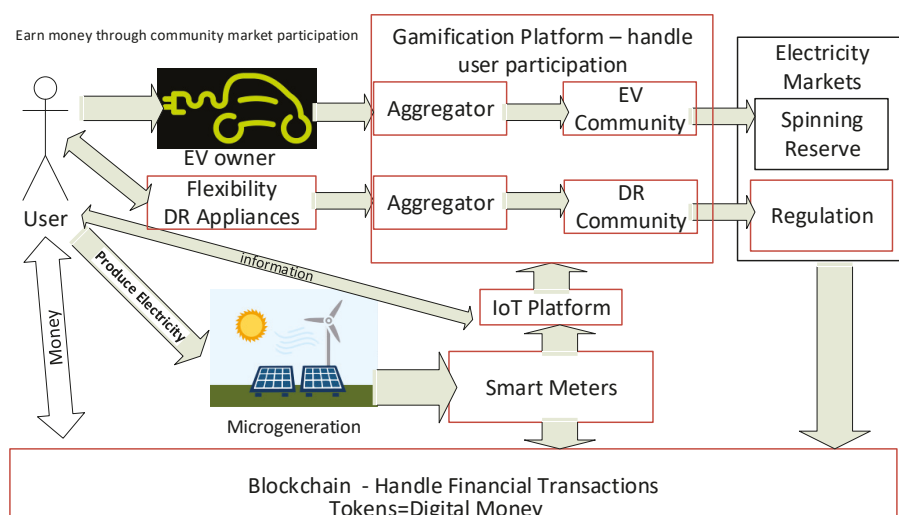 Earn money through community market participation
Gamification Platform – handle
user participation
Electricity
Markets
Aggregator
EV
Community
Spinning
Reserve
EV owner
Flexibility
DR Appliances
Aggregator
DR
Community
Regulation
User
information
Produce Electricity
IoT Platform
Money
Smart Meters
Microgeneration
Blockchain - Handle Financial Transactions
Tokens=Digital Money